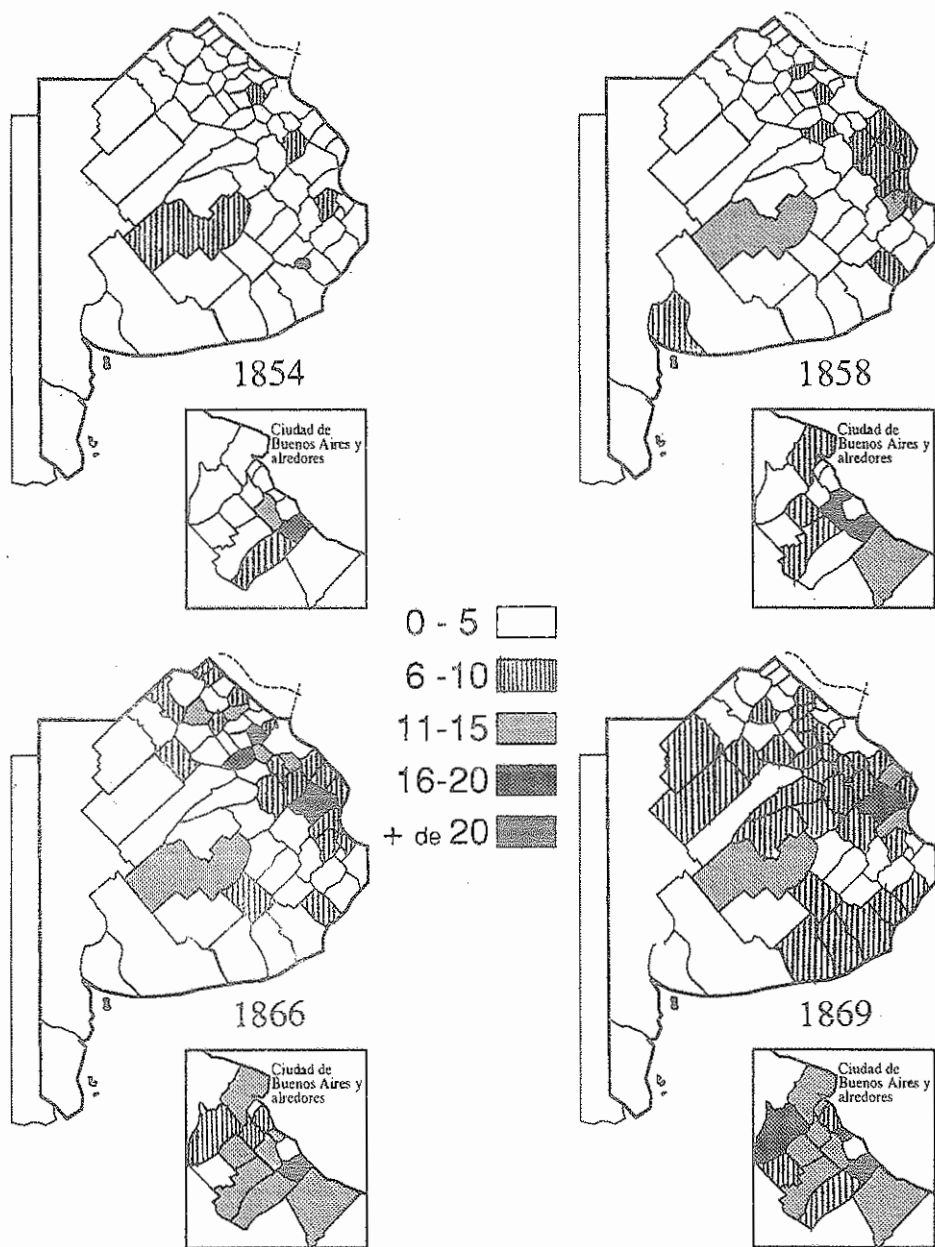 1854
Ciudad de
Buenos Aires y
alredores
1858
Ciudad de
Buenos Aires y
alredores
0 - 5
6 -10
11-15
16-20
+ de 20
1866
Ciudad de
Buenos Aires y
alredores
1869
Ciudad de
Buenos Aires y
alredores